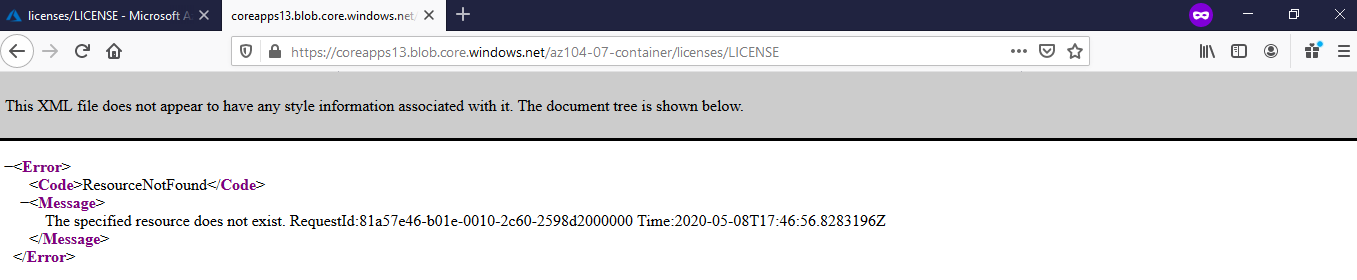 licenses/LICENSE - Microsoft A
coreapps13.blob.core.windows.net/
https://coreapps13.blob.core.windows.net/az104-07-container/licenses/LICENSE
This XML file does not appear to have any style information associated with it. The document tree is shown below.
−<Error>
<Code>ResourceNotFound</Code>
−<Message>
The specified resource does not exist. RequestId:81a57e46-b01e-0010-2c60-2598d2000000 Time:2020-05-08T17:46:56.8283196Z
</Message>
</Error>